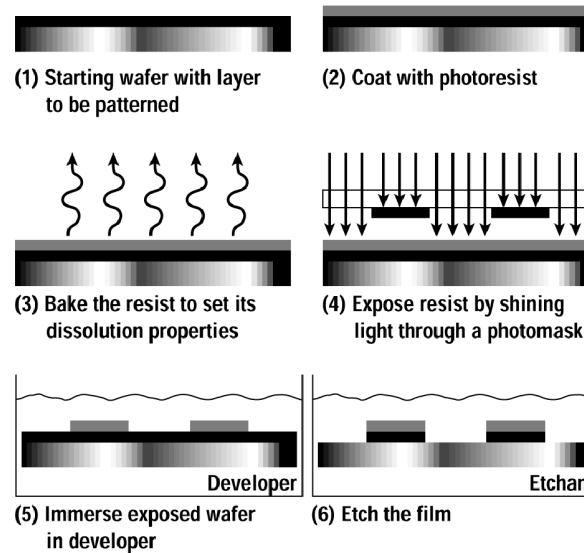 (1) Starting wafer with layer
to be patterned
(2) Coat with photoresist
(3) Bake the resist to set its
dissolution properties
(4) Expose resist by shining
light through a photomask
Developer
Etchan
(5) Immerse exposed wafer
in developer
(6) Etch the film